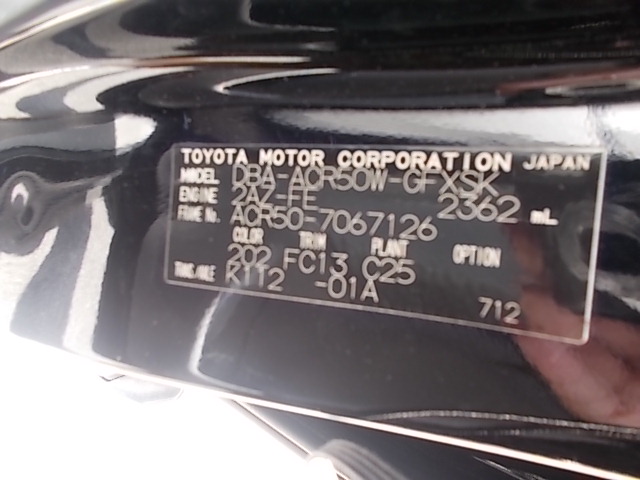 TOYOTA MOTOR CORPORATION JAPAN
MODEL DBA-ACR50W-GFXSK
ENGINE 2AZ-FE 2362 mL
FRAME No. ACR50-7067126
COLOR TRIM PLANT OPTION
202 FC13 C25
TRANS/AXLE K112 -01A
712